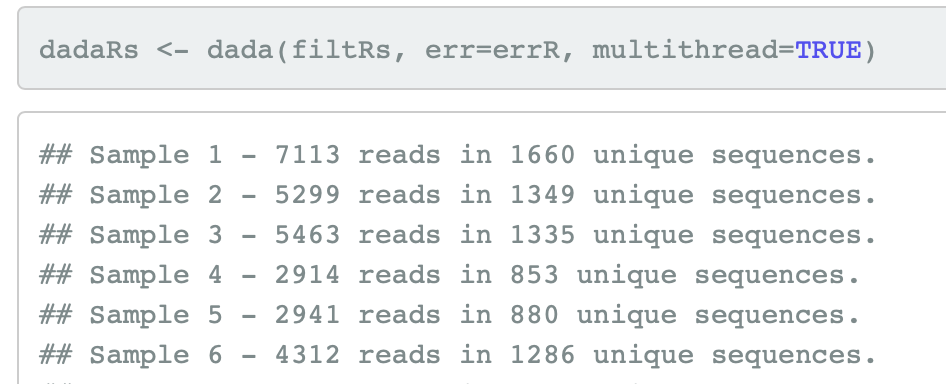 dadaRs <- dada(filtRs, err=errR, multithread=TRUE)
## Sample 1 - 7113 reads in 1660 unique sequences.
## Sample 2 - 5299 reads in 1349 unique sequences.
## Sample 3 - 5463 reads in 1335 unique sequences.
## Sample 4 - 2914 reads in 853 unique sequences.
## Sample 5 - 2941 reads in 880 unique sequences.
## Sample 6 - 4312 reads in 1286 unique sequences.